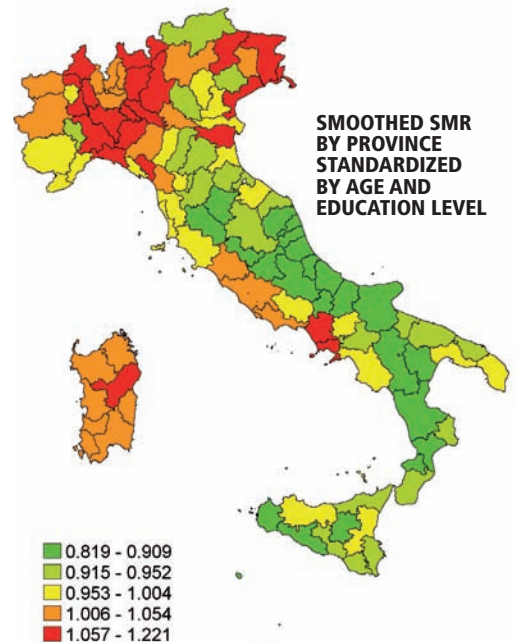 SMOOTHED SMR
BY PROVINCE
STANDARDIZED
BY AGE AND
EDUCATION LEVEL
0.819 - 0.909
0.915 - 0.952
0.953 - 1.004
1.006 - 1.054
1.057 - 1.221